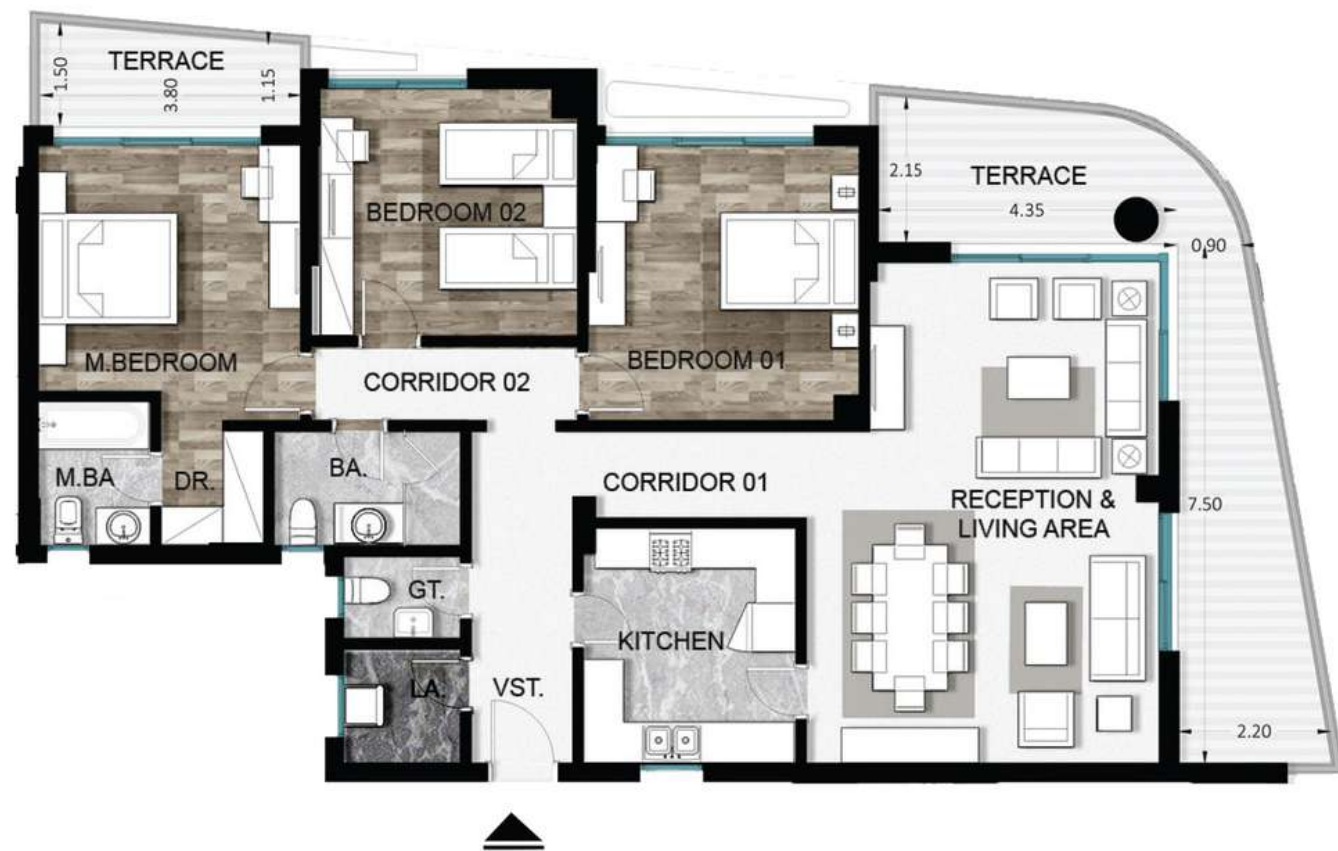 TERRACE
1.50
3.80
1.15
TERRACE
2.15
4.35
0.90
BEDROOM 02
M.BEDROOM
CORRIDOR 02
BEDROOM 01
M.BA
DR.
BA.
CORRIDOR 01
RECEPTION &
LIVING AREA
7.50
GT.
KITCHEN
LA.
VST.
2.20